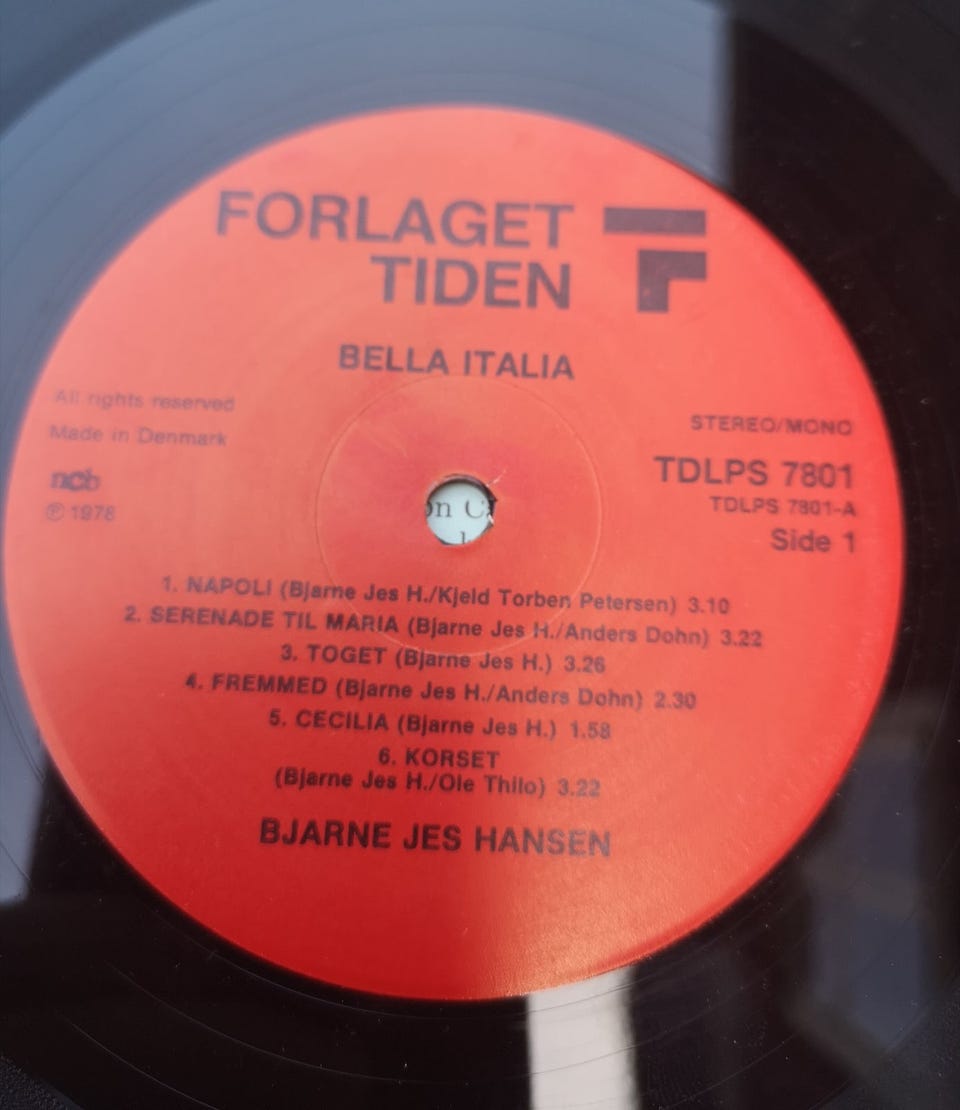 FORLAGET
TIDEN
BELLA ITALIA
All rights reserved
Made in Denmark
ncb
Ⓟ 1978
STEREO/MONO
TDLPS 7801
TDLPS 7801-A
Side 1
on C
1. NAPOLI (Bjarne Jes H./Kjeld Torben Petersen) 3.10
2. SERENADE TIL MARIA (Bjarne Jes H./Anders Dohn) 3.22
3. TOGET (Bjarne Jes H.) 3.26
4. FREMMED (Bjarne Jes H./Anders Dohn) 2.30
5. CECILIA (Bjarne Jes H.) 1.58
6. KORSET
(Bjarne Jes H./Ole Thilo) 3.22
BJARNE JES HANSEN